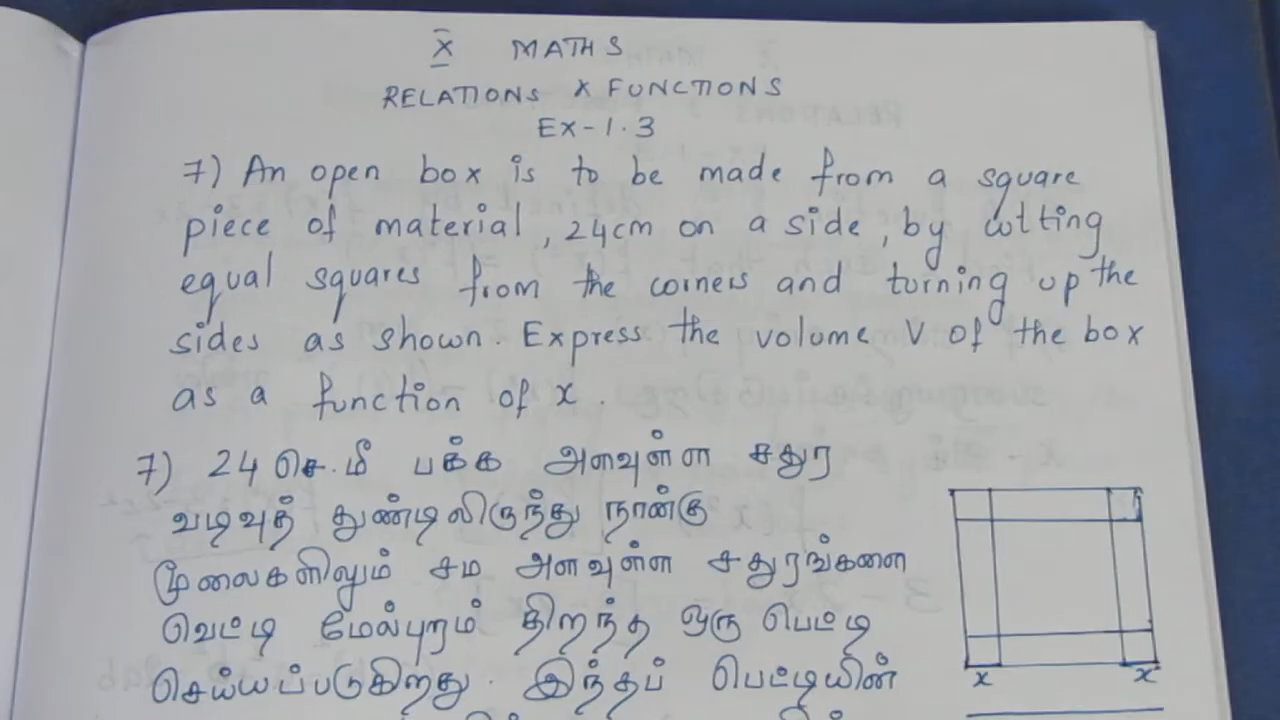 X MATHS
RELATIONS & FUNCTIONS
EX-1.3
7) An open box is to be made from a square
piece of material, 24cm on a side, by cutting
equal squares from the corners and turning up the
sides as shown. Express the volume V of the box
as a function of x.
7) 24 செ.மீ பக்க அளவுள்ள சதுர
வடிவத் துண்டிலிருந்து நான்கு
மூலைகளிலும் சம அளவுள்ள சதுரங்களை
வெட்டி மேல்புறம் திறந்த ஒரு பெட்டி
செய்யப்படுகிறது. இந்தப் பெட்டியின்
x x